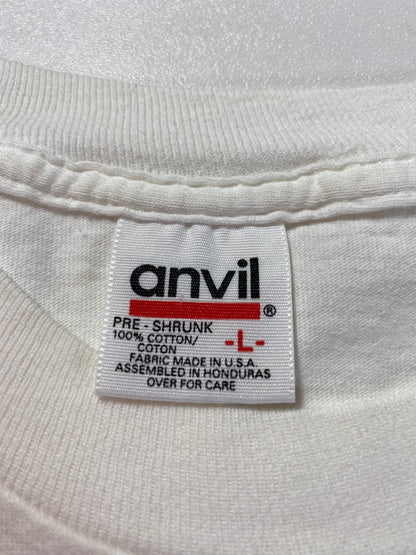 anvil®
PRE - SHRUNK
100% COTTON/
COTON
-L-
FABRIC MADE IN U.S.A.
ASSEMBLED IN HONDURAS
OVER FOR CARE